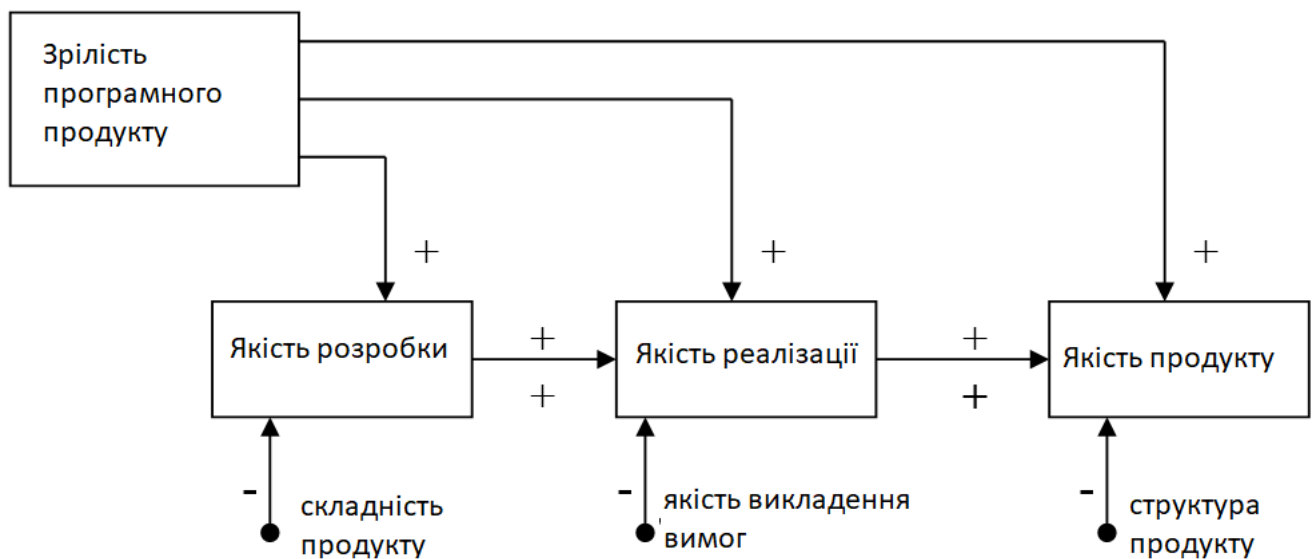 Зрілість
програмного
продукту
+
+
+
Якість розробки
+
+
Якість реалізації
+
+
Якість продукту
-
складність
продукту
-
якість викладення
вимог
-
структура
продукту